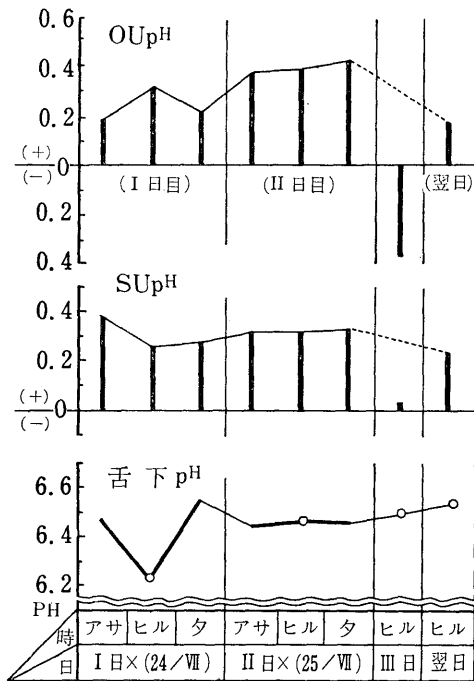 0.6
OUpH
0.4
0.2
(+)
(−)
0
(I日目)
(II日目)
(翌日)
0.2
0.4
SUpH
0.4
0.2
(+)
(−)
0
舌下pH
6.6
6.4
6.2
PH
時
アサ ヒル 夕 アサ ヒル 夕 ヒル ヒル
日
I日×(24/VII) II日×(25/VII) III日 翌日